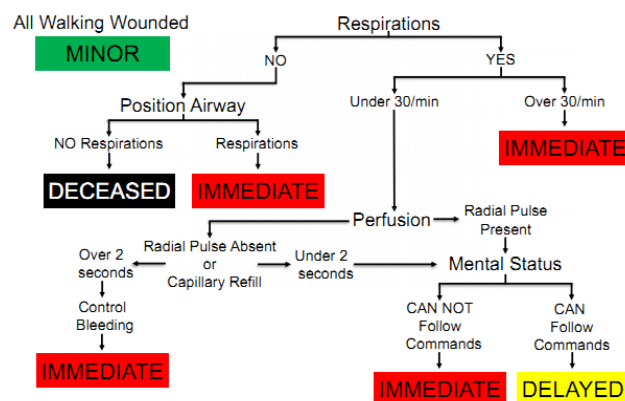 All Walking Wounded
MINOR
Respirations
NO
YES
Position Airway
Under 30/min
Over 30/min
NO Respirations
Respirations
DECEASED
IMMEDIATE
IMMEDIATE
Perfusion
Radial Pulse
Present
Radial Pulse Absent
or
Capillary Refill
Over 2
seconds
Under 2
seconds
Mental Status
Control
Bleeding
IMMEDIATE
CAN NOT
Follow
Commands
CAN
Follow
Commands
IMMEDIATE
DELAYED